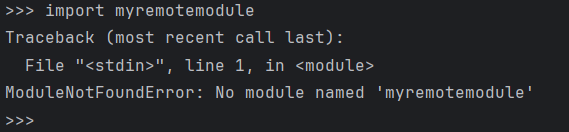 >>> import myremotemodule
Traceback (most recent call last):
  File "<stdin>", line 1, in <module>
ModuleNotFoundError: No module named 'myremotemodule'
>>>